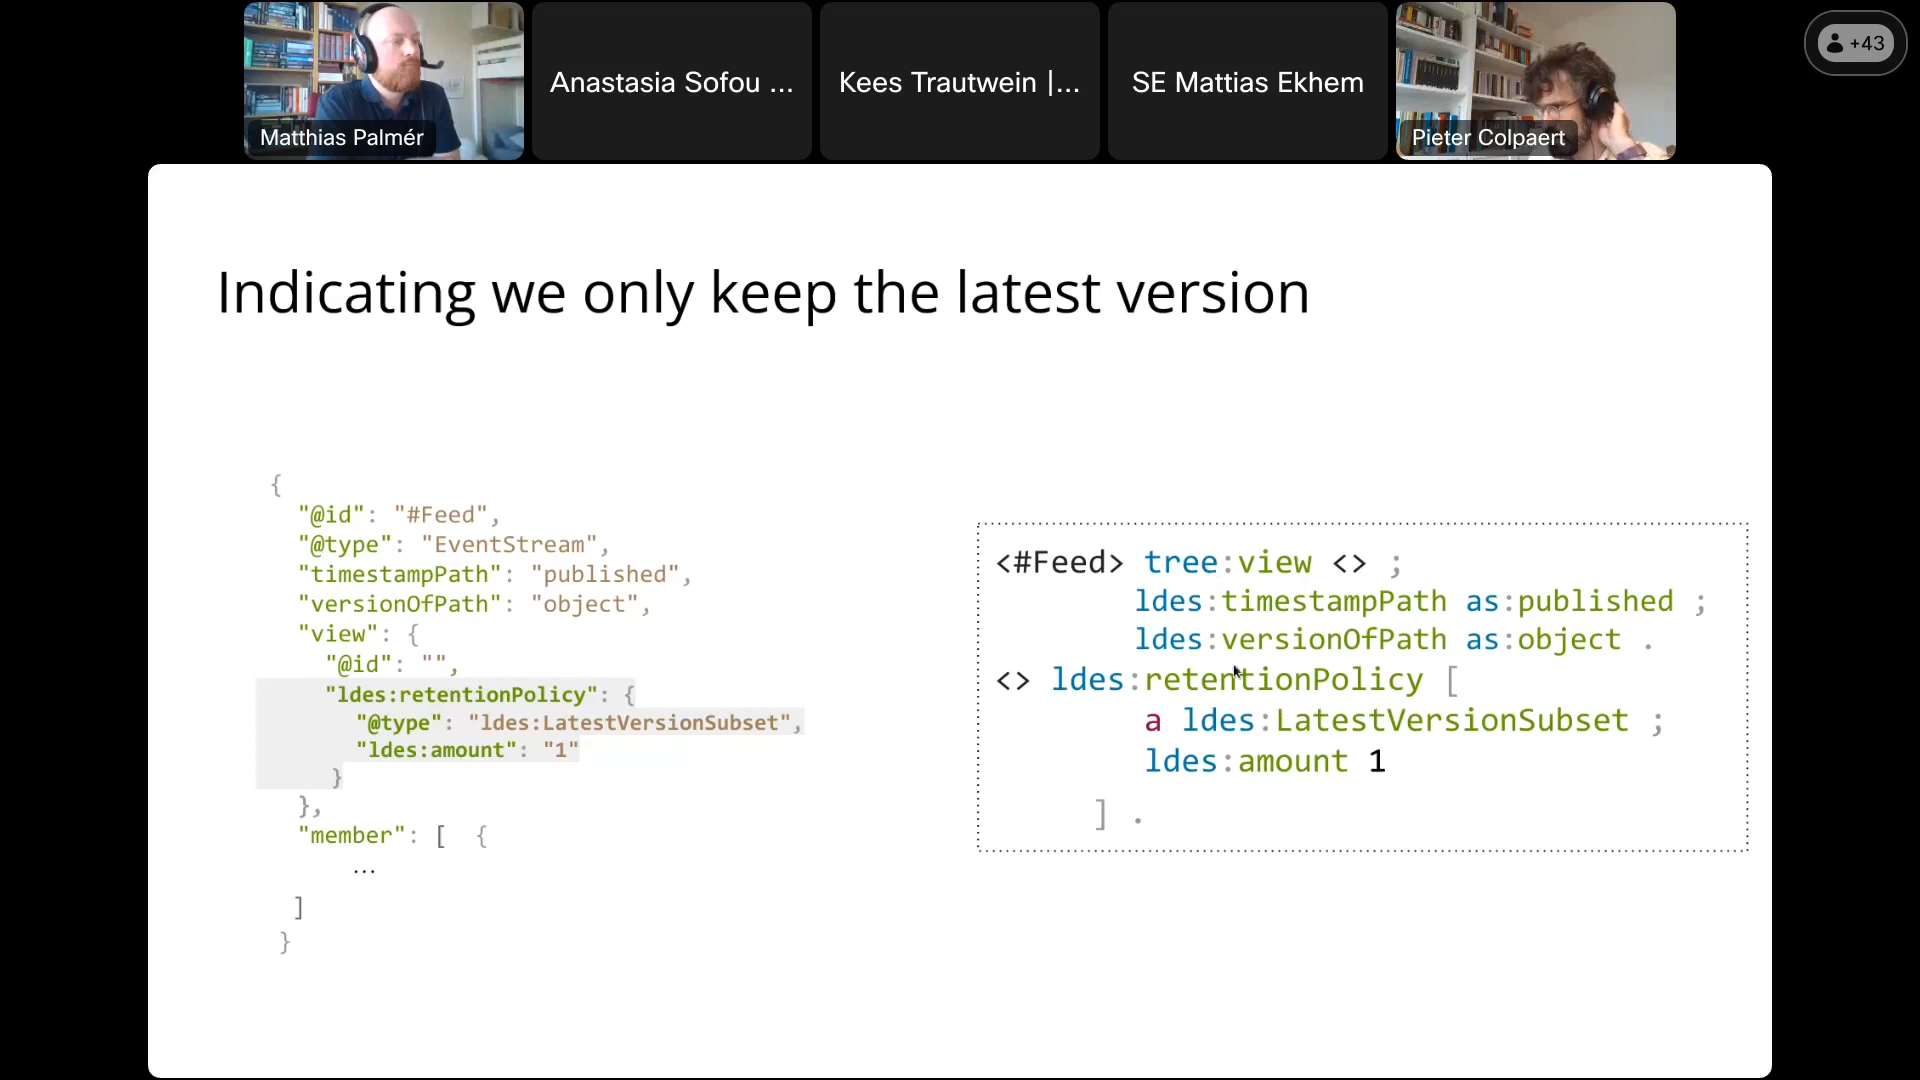 Matthias Palmér
Anastasia Sofou ...
Kees Trautwein |...
SE Mattias Ekhem
Pieter Colpaert
+43
Indicating we only keep the latest version
{
"@id": "#Feed",
"@type": "EventStream",
"timestampPath": "published",
"versionOfPath": "object",
"view": {
"@id": "",
"ldes:retentionPolicy": {
"@type": "ldes:LatestVersionSubset",
"ldes:amount": "1"
}
},
"member": [ {
...
]
}
<#Feed> tree:view <> ;
ldes:timestampPath as:published ;
ldes:versionOfPath as:object .
<> ldes:retentionPolicy [
a ldes:LatestVersionSubset ;
ldes:amount 1
] .